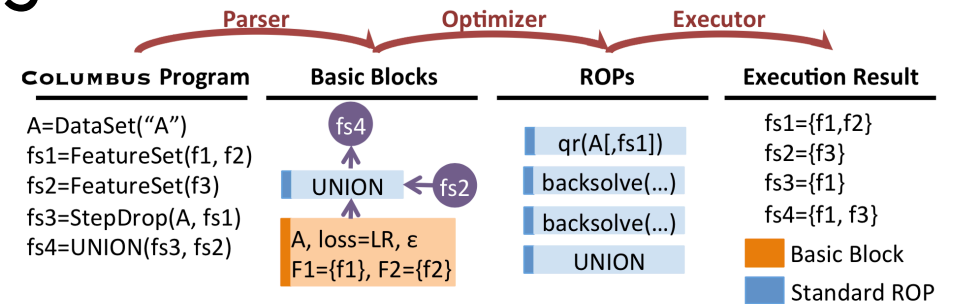 Parser
Optimizer
Executor
COLUMBUS Program
Basic Blocks
ROPs
Execution Result
A=DataSet(“A”)
fs1=FeatureSet(f1, f2)
fs2=FeatureSet(f3)
fs3=StepDrop(A, fs1)
fs4=UNION(fs3, fs2)
fs4
UNION
fs2
A, loss=LR, ε
F1={f1}, F2={f2}
qr(A[,fs1])
backsolve(...)
backsolve(...)
UNION
fs1={f1,f2}
fs2={f3}
fs3={f1}
fs4={f1, f3}
Basic Block
Standard ROP